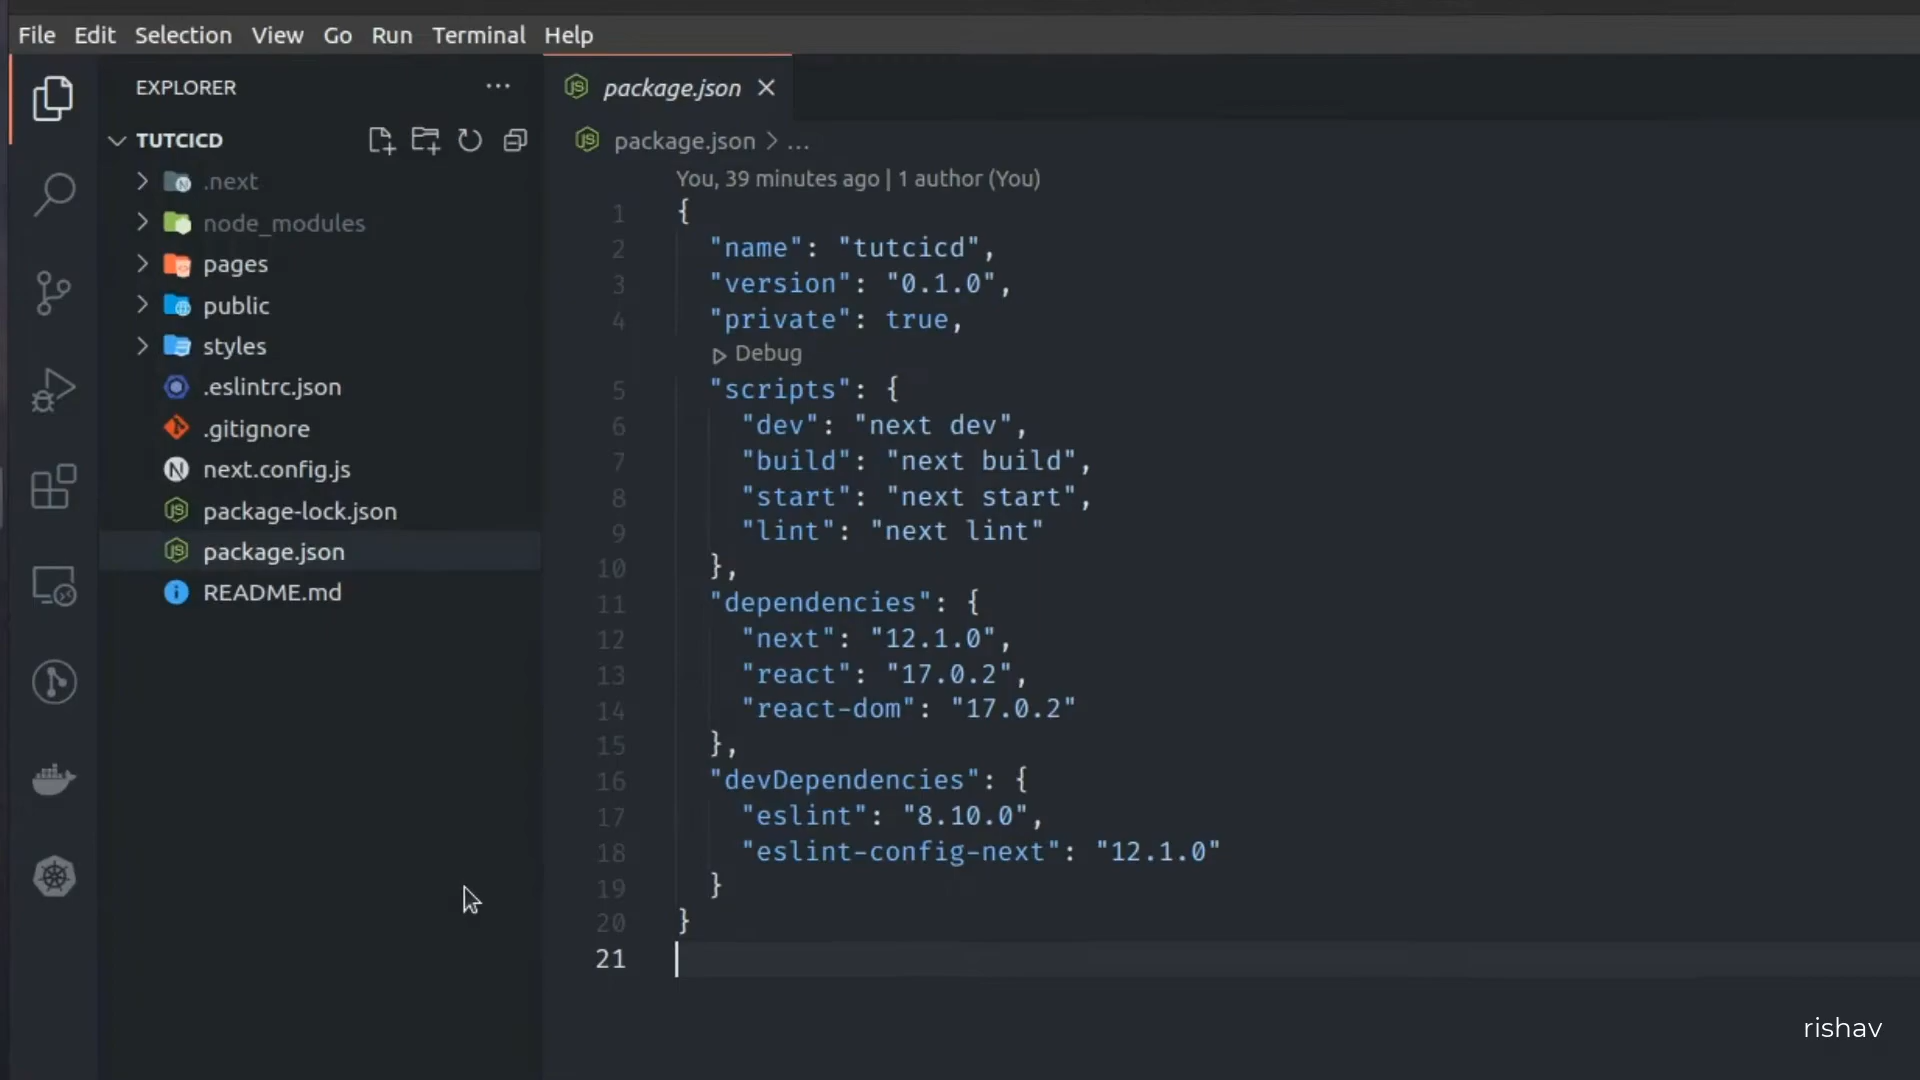 File Edit Selection View Go Run Terminal Help
EXPLORER ...
TUTCICD
.next
node_modules
pages
public
styles
.eslintrc.json
.gitignore
next.config.js
package-lock.json
package.json
README.md
package.json
package.json > ...
You, 39 minutes ago | 1 author (You)
1 {
2 "name": "tutcicd",
3 "version": "0.1.0",
4 "private": true,
Debug
5 "scripts": {
6 "dev": "next dev",
7 "build": "next build",
8 "start": "next start",
9 "lint": "next lint"
10 },
11 "dependencies": {
12 "next": "12.1.0",
13 "react": "17.0.2",
14 "react-dom": "17.0.2"
15 },
16 "devDependencies": {
17 "eslint": "8.10.0",
18 "eslint-config-next": "12.1.0"
19 }
20 }
21
rishav